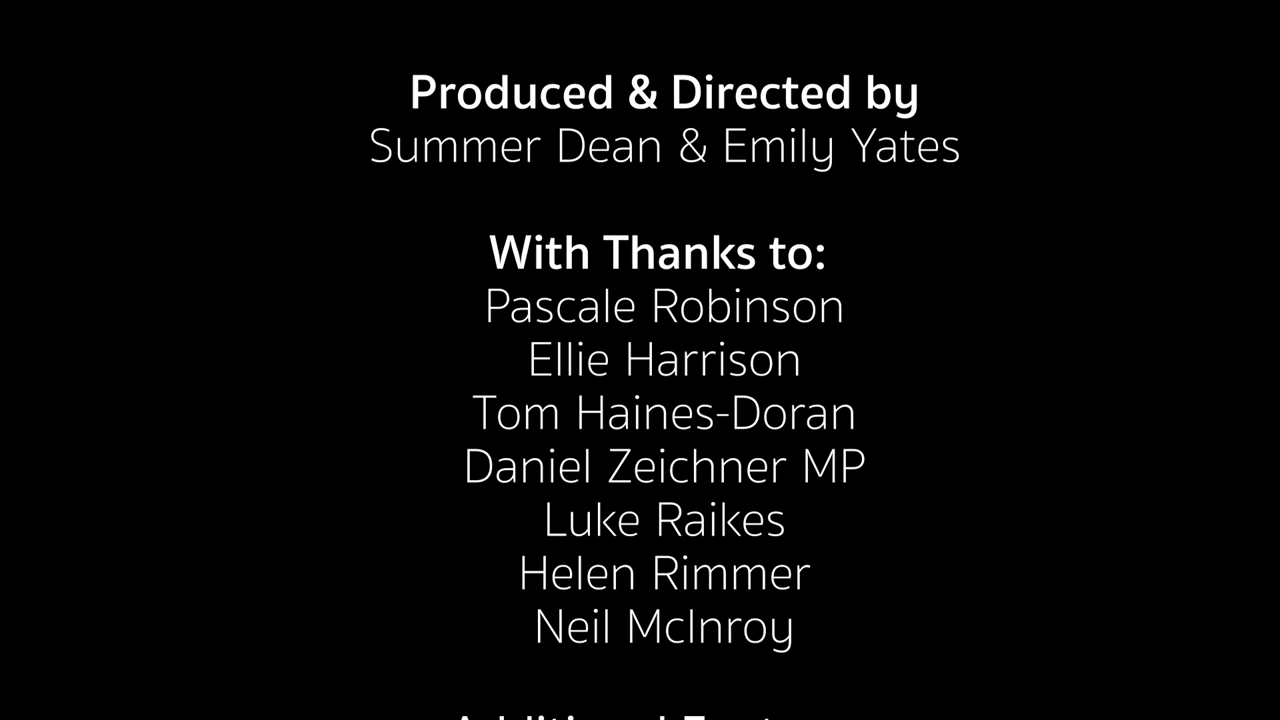 Produced & Directed by
Summer Dean & Emily Yates
With Thanks to:
Pascale Robinson
Ellie Harrison
Tom Haines-Doran
Daniel Zeichner MP
Luke Raikes
Helen Rimmer
Neil McInroy